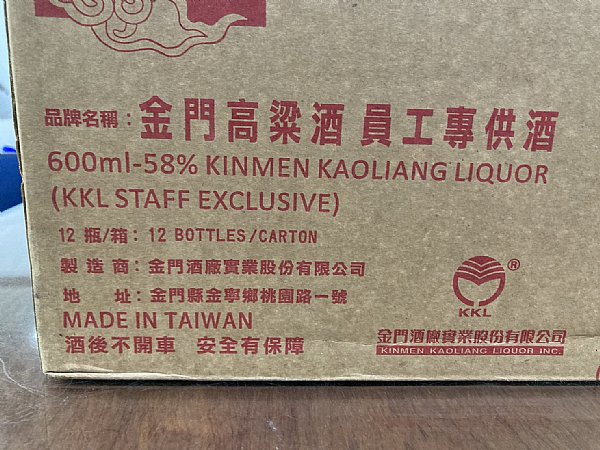 品牌名稱：金門高粱酒 員工專供酒
600ml-58% KINMEN KAOLIANG LIQUOR
(KKL STAFF EXCLUSIVE)
12 瓶/箱：12 BOTTLES/CARTON
製造商：金門酒廠實業股份有限公司
地 址：金門縣金寧鄉桃園路一號
MADE IN TAIWAN
酒後不開車 安全有保障
®
KKL
金門酒廠實業股份有限公司
KINMEN KAOLIANG LIQUOR INC.